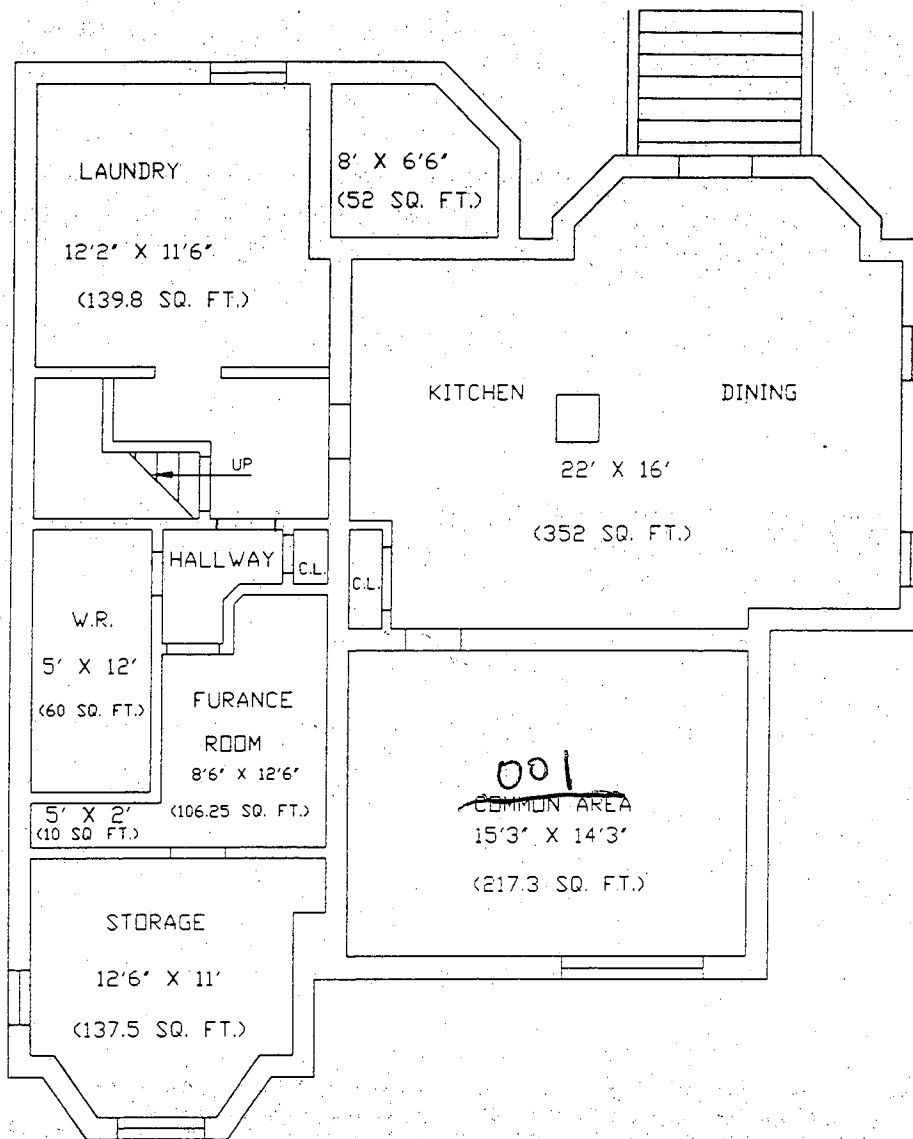 LAUNDRY
12'2" X 11'6"
(139.8 SQ. FT.)
8' X 6'6"
(52 SQ. FT.)
KITCHEN
DINING
22' X 16'
(352 SQ. FT.)
UP
HALLWAY
C.L.
C.L.
W.R.
5' X 12'
(60 SQ. FT.)
FURANCE
ROOM
8'6" X 12'6"
(106.25 SQ. FT.)
5' X 2'
(10 SQ FT.)
001
COMMON AREA
15'3" X 14'3"
(217.3 SQ. FT.)
STORAGE
12'6" X 11'
(137.5 SQ. FT.)